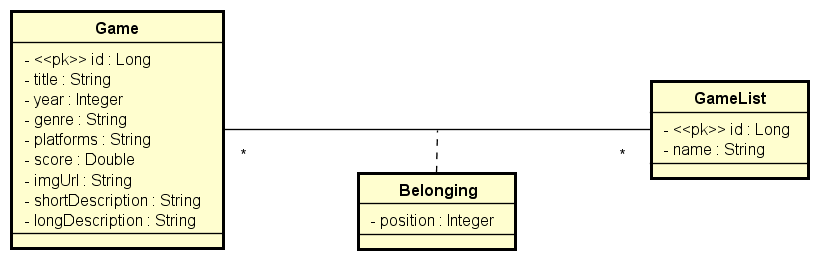 Game
- <<pk>> id : Long
- title : String
- year : Integer
- genre : String
- platforms : String
- score : Double
- imgUrl : String
- shortDescription : String
- longDescription : String
*
*
GameList
- <<pk>> id : Long
- name : String
Belonging
- position : Integer